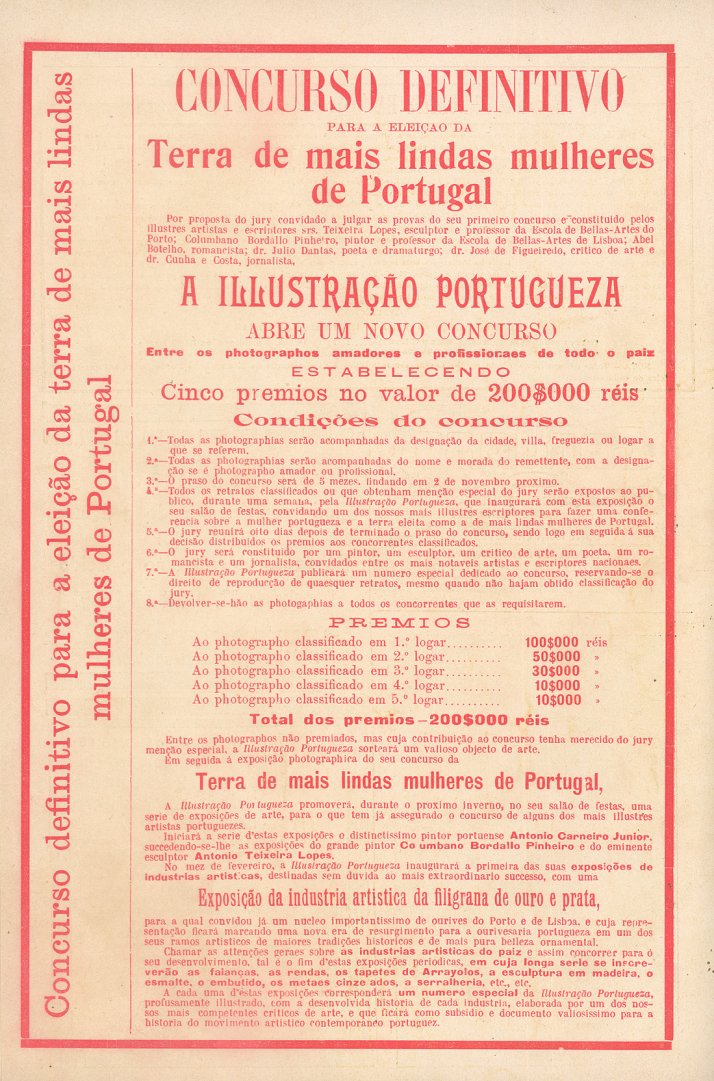 Concurso definitivo para a eleição da terra de mais lindas
mulheres de Portugal
CONCURSO DEFINITIVO
PARA A ELEIÇAO DA
Terra de mais lindas mulheres
de Portugal
Por proposta do jury convidado a julgar as provas do seu primeiro concurso e constituido pelos
illustres artistas e escriptores srs. Teixeira Lopes, esculptor e professor da Escola de Bellas-Artes do
Porto; Columbano Bordallo Pinheiro, pintor e professor da Escola de Bellas-Artes de Lisboa; Abel
Botelho, romancista; dr. Julio Dantas, poeta e dramaturgo; dr. José de Figueiredo, critico de arte e
dr. Cunha e Costa, jornalista,
A ILLUSTRAÇÃO PORTUGUEZA
ABRE UM NOVO CONCURSO
Entre os photographos amadores e profissionaes de todo o paiz
ESTABELECENDO
Cinco premios no valor de 200$000 réis
Condições do concurso
1.ª—Todas as photographias serão acompanhadas da designação da cidade, villa, freguezia ou logar a
que se referem.
2.ª—Todas as photographias serão acompanhadas do nome e morada do remettente, com a designa-
ção se é photographo amador ou profissional.
3.ª—O praso do concurso será de 3 mezes, findando em 2 de novembro proximo.
4.ª—Todos os retratos classificados ou que obtenham menção especial do jury serão expostos ao pu-
blico, durante uma semana, pela Illustração Portugueza, que inaugurará com esta exposição o
seu salão de festas, convidando um dos nossos mais illustres escriptores para fazer uma confe-
rencia sobre a mulher portugueza e a terra eleita como a de mais lindas mulheres de Portugal.
5.ª—O jury reunirá oito dias depois de terminado o praso do concurso, sendo logo em seguida á sua
decisão distribuidos os premios aos concorrentes classificados.
6.ª—O jury será constituido por um pintor, um esculptor, um critico de arte, um poeta, um ro-
mancista e um jornalista, convidados entre os mais notaveis artistas e escriptores nacionaes.
7.ª—A Illustração Portugueza publicará um numero especial dedicado ao concurso, reservando-se o
direito de reproducção de quaesquer retratos, mesmo quando não hajam obtido classificação do
jury.
8.ª—Devolver-se-hão as photgaphias a todos os concorrentes que as requisitarem.
PREMIOS
Ao photographo classificado em 1.º logar.......... 100$000 réis
Ao photographo classificado em 2.º logar.......... 50$000 »
Ao photographo classificado em 3.º logar.......... 30$000 »
Ao photographo classificado em 4.º logar.......... 10$000 »
Ao photographo classificado em 5.º logar.......... 10$000 »
Total dos premios—200$000 réis
Entre os photographos não premiados, mas cuja contribuição ao concurso tenha merecido do jury
menção especial, a Illustração Portugueza sorteará um valioso objecto de arte.
Em seguida á exposição photographica do seu concurso da
Terra de mais lindas mulheres de Portugal,
A Illustração Portugueza promoverá, durante o proximo inverno, no seu salão de festas, uma
serie de exposições de arte, para o que tem já assegurado o concurso de alguns dos mais illustres
artistas portuguezes.
Iniciará a serie d'estas exposições o distinctissimo pintor portuense Antonio Carneiro Junior,
succedendo-se-lhe as exposições do grande pintor Columbano Bordallo Pinheiro e do eminente
esculptor Antonio Teixeira Lopes.
No mez de fevereiro, a Illustração Portugueza inaugurará a primeira das suas exposições de
industrias artisticas, destinadas sem duvida ao mais extraordinario successo, com uma
Exposição da industria artistica da filigrana de ouro e prata,
para a qual convidou já um nucleo importantissimo de ourives do Porto e de Lisboa, e cuja repre-
sentação ficará marcando uma nova era de resurgimento para a ourivesaria portugueza em um dos
seus ramos artisticos de maiores tradições historicos e de mais pura belleza ornamental.
Chamar as attenções geraes sobre as industrias artisticas do paiz e assim concorrer para o
seu desenvolvimento, tal é o fim d'estas exposições periodicas, em cuja longa serie se inscre-
verão as faianças, as rendas, os tapetes de Arrayolos, a esculptura em madeira, o
esmalte, o embutido, os metaes cinzelados, a serralheria, etc., etc.
A cada uma d'estas exposições corresponderá um numero especial da Illustração Portugueza,
profusamente illustrado, com a desenvolvida historia de cada industria, elaborada por um dos nos-
sos mais competentes criticos de arte, e que ficará como subsidio e documento valiosissimo para a
historia do movimento artistico contemporaneo portuguez.